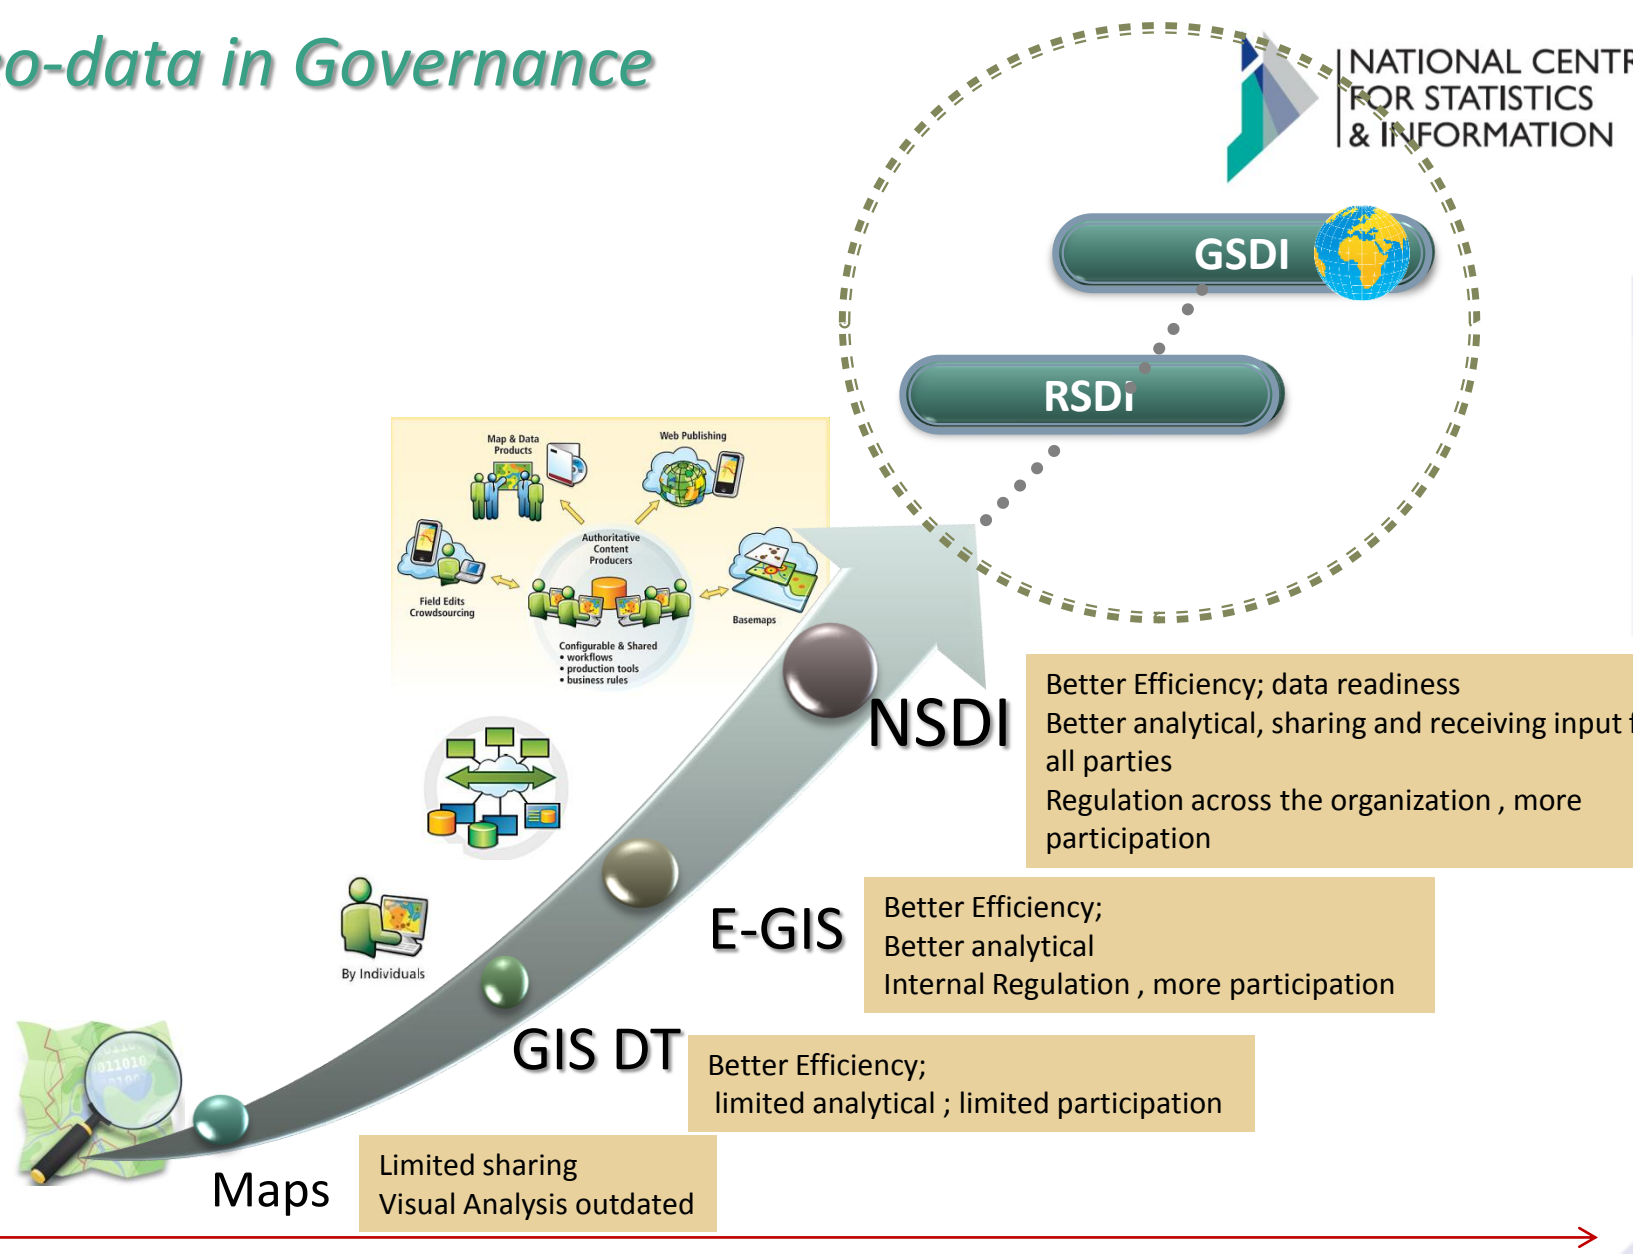 o-data in Governance
NATIONAL CENTR
FOR STATISTICS
& INFORMATION
GSDI
RSDI
Map & Data
Products
Web Publishing
Authoritative
Content
Producers
Field Edits
Crowdsourcing
Basemaps
Configurable & Shared
• workflows
• production tools
• business rules
NSDI
Better Efficiency; data readiness
Better analytical, sharing and receiving input f
all parties
Regulation across the organization , more
participation
E-GIS
Better Efficiency;
Better analytical
Internal Regulation , more participation
By Individuals
GIS DT
Better Efficiency;
limited analytical ; limited participation
Maps
Limited sharing
Visual Analysis outdated